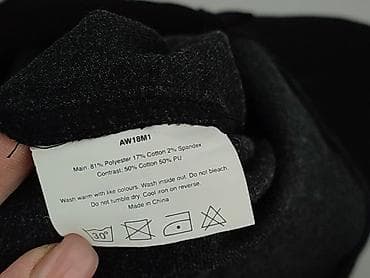 AW18M1
Main: 81% Polyester 17% Cotton 2% Spandex
Contrast: 50% Cotton 50% PU
Wash warm with like colours. Wash inside out. Do not bleach.
Do not tumble dry. Cool iron on reverse.
Made in China
30°